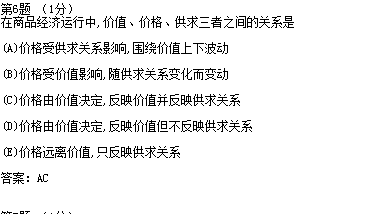 第6题 （1分）
在商品经济运行中,价值、价格、供求三者之间的关系是
(A)价格受供求关系影响,围绕价值上下波动
(B)价格受价值影响,随供求关系变化而变动
(C)价格由价值决定,反映价值并反映供求关系
(D)价格由价值决定,反映价值但不反映供求关系
(E)价格远离价值,只反映供求关系
答案: AC